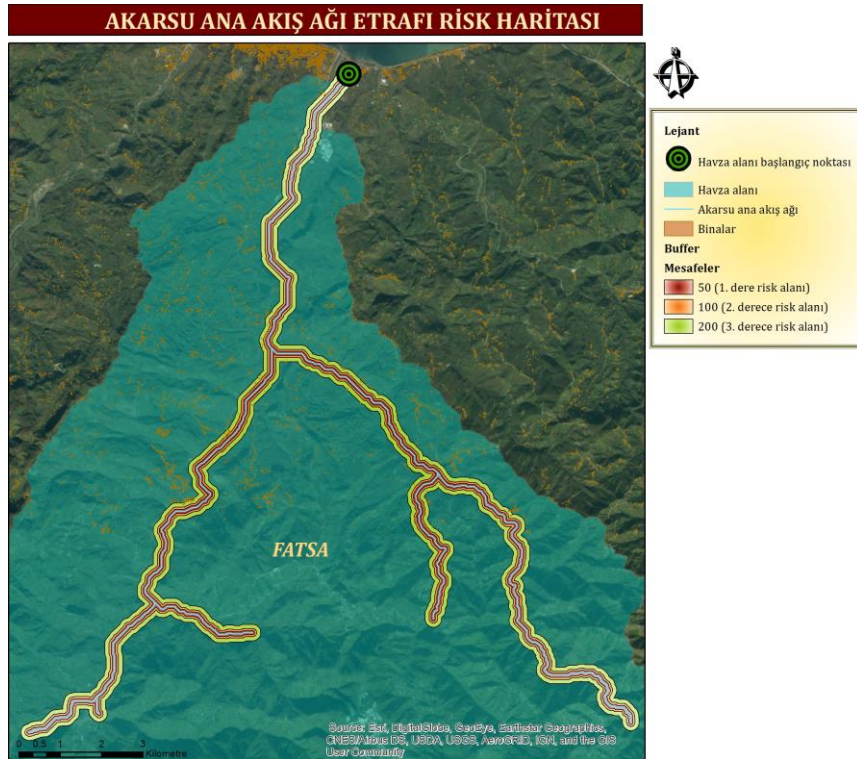 AKARSU ANA AKIŞ AĞI ETRAFI RİSK HARİTASI
Lejant
Havza alanı başlangıç noktası
Havza alanı
Akarsu ana akış ağı
Binalar
Buffer
Mesafeler
50 (1. dere risk alanı)
100 (2. derece risk alanı)
200 (3. derece risk alanı)
FATSA
0 0.5 1 2 3
Kilometre
Source: Esri, DigitalGlobe, GeoEye, Earthstar Geographics,
CNES/Airbus DS, USDA, USGS, AeroGRID, IGN, and the GIS
User Community